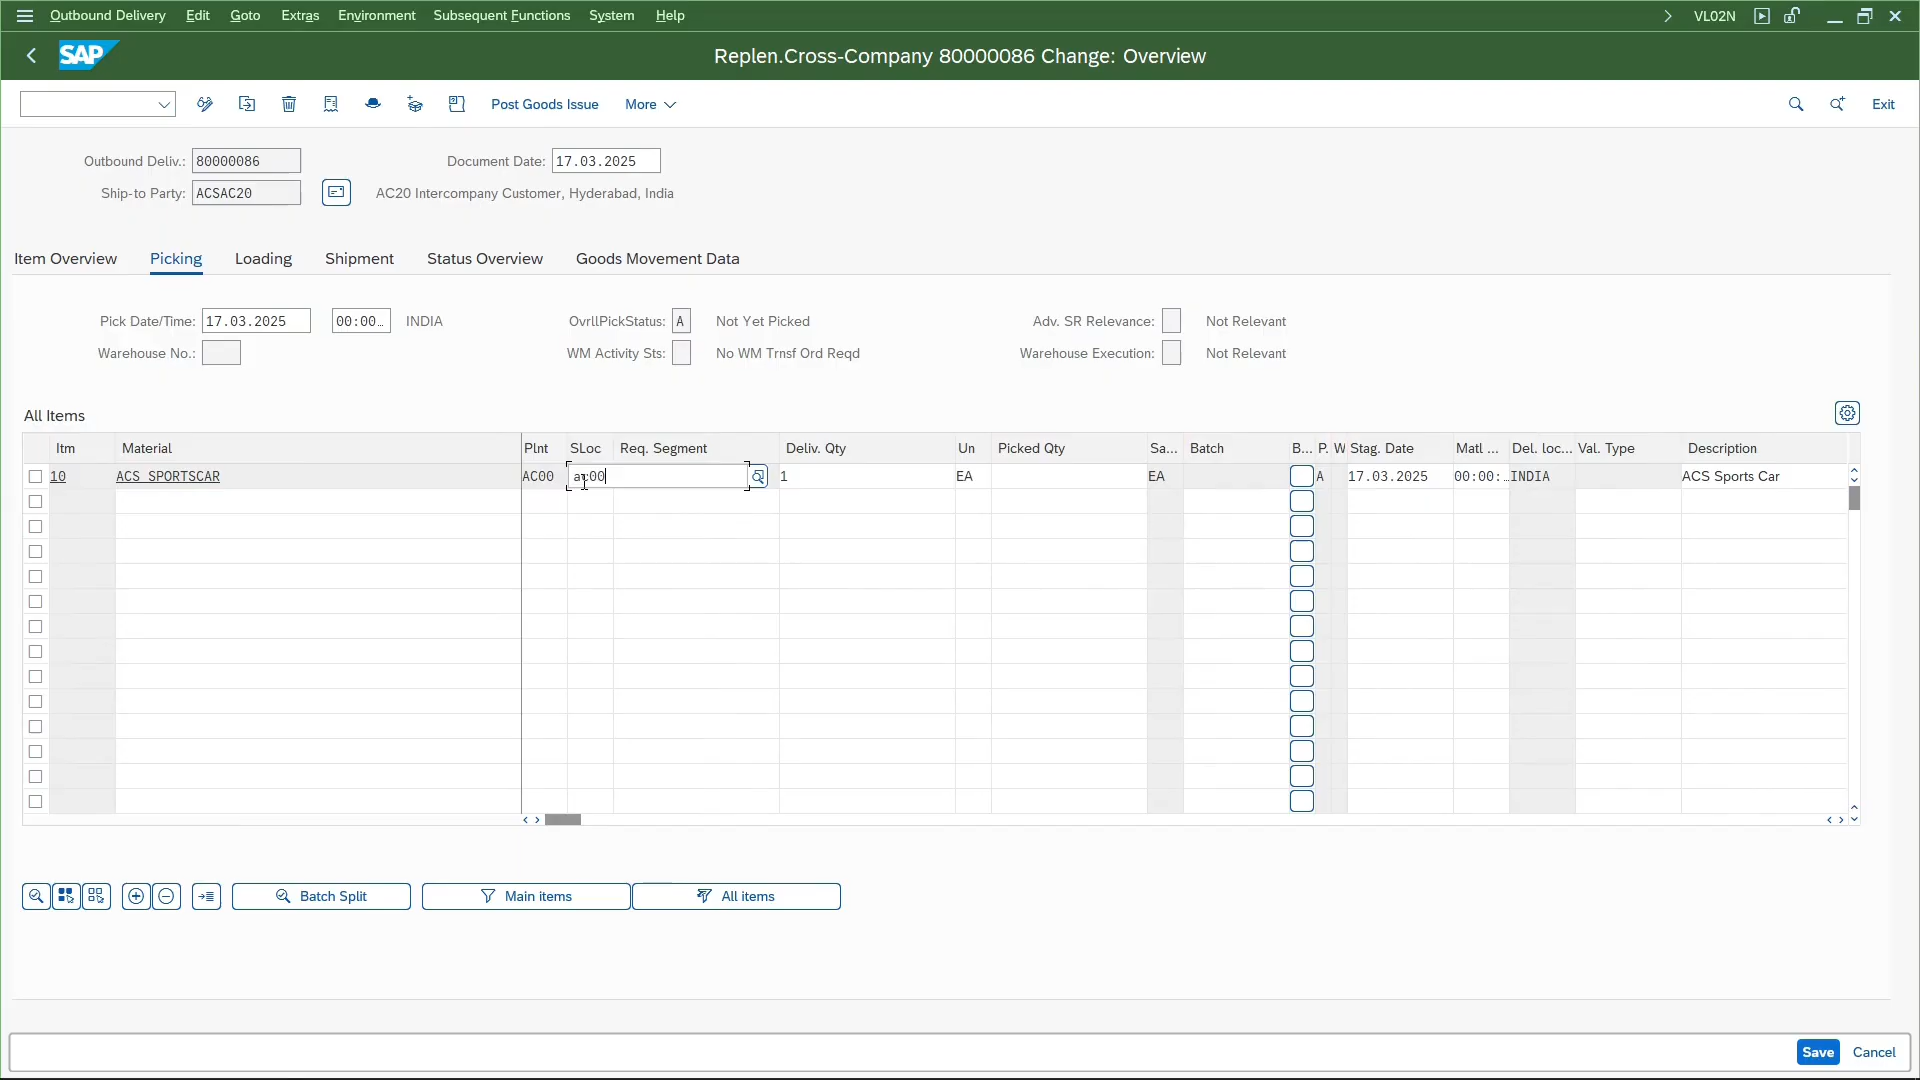 Outbound Delivery Edit Goto Extras Environment Subsequent Functions System Help VL02N
SAP Replen.Cross-Company 80000086 Change: Overview
Post Goods Issue More Exit
Outbound Deliv.: 80000086 Document Date: 17.03.2025
Ship-to Party: ACSAC20 AC20 Intercompany Customer, Hyderabad, India
Item Overview Picking Loading Shipment Status Overview Goods Movement Data
Pick Date/Time: 17.03.2025 00:00… INDIA OvrllPickStatus: A Not Yet Picked Adv. SR Relevance: Not Relevant
Warehouse No.: WM Activity Sts: No WM Trnsf Ord Reqd Warehouse Execution: Not Relevant
All Items
Itm Material Plnt SLoc Req. Segment Deliv. Qty Un Picked Qty Sa... Batch B... P. W Stag. Date Matl ... Del. loc... Val. Type Description
10 ACS SPORTSCAR AC00 ac00 1 EA EA A 17.03.2025 00:00:… INDIA ACS Sports Car
Batch Split Main items All items
Save Cancel